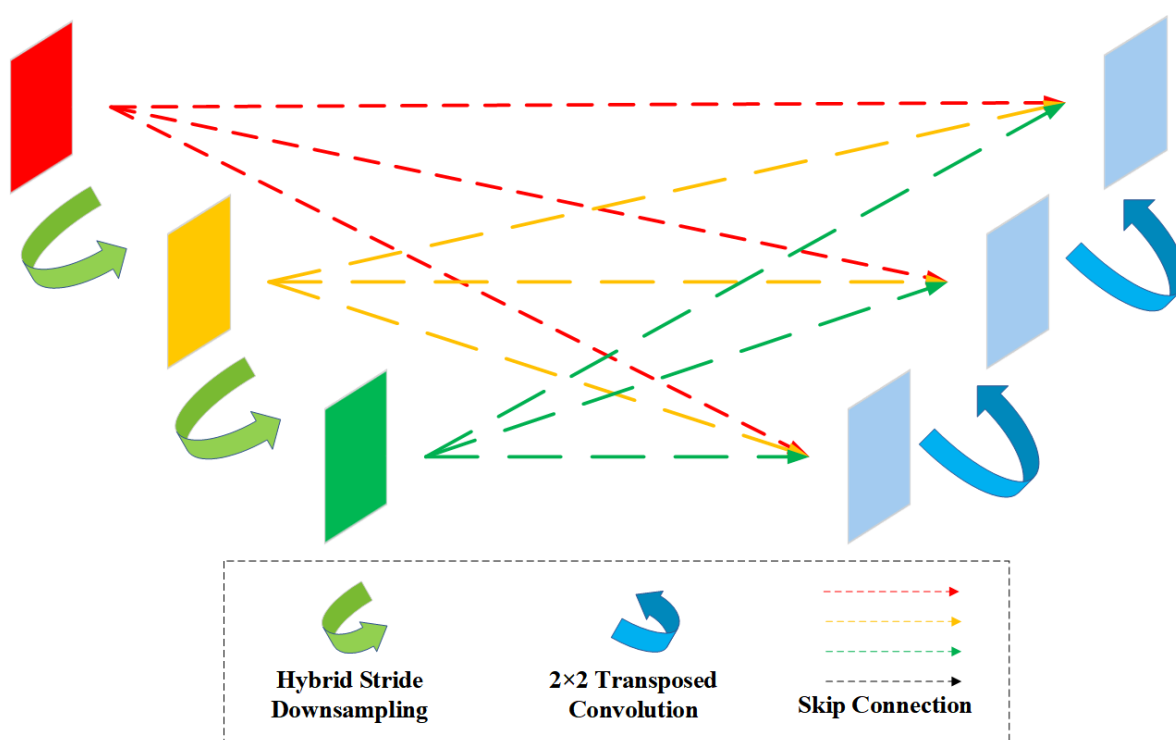 Hybrid Stride
Downsampling
2×2 Transposed
Convolution
Skip Connection